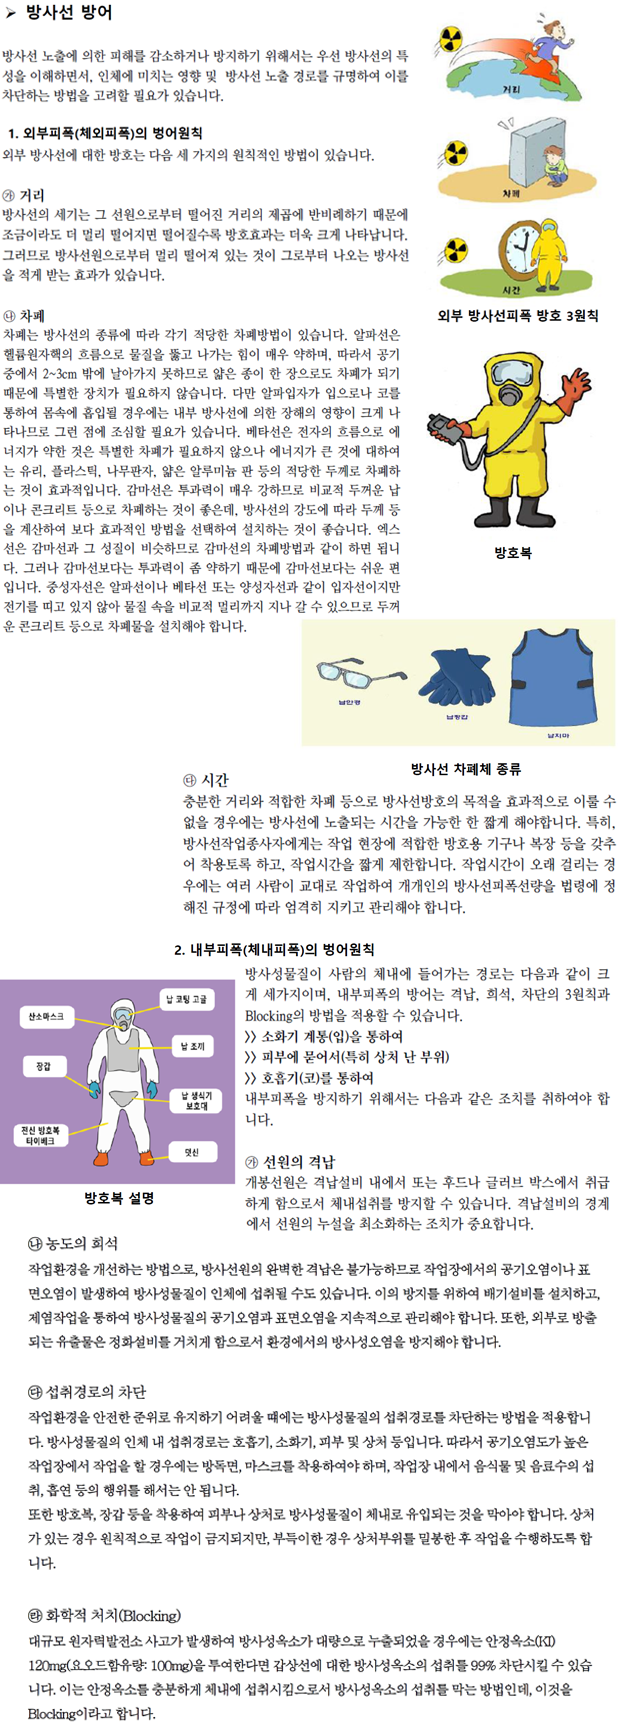 ➤ 방사선 방어
방사선 노출에 의한 피해를 감소하거나 방지하기 위해서는 우선 방사선의 특
성을 이해하면서, 인체에 미치는 영향 및 방사선 노출 경로를 규명하여 이를
차단하는 방법을 고려할 필요가 있습니다.
거리
차폐
시간
외부 방사선피폭 방호 3원칙
1. 외부피폭(체외피폭)의 벙어원칙
외부 방사선에 대한 방호는 다음 세 가지의 원칙적인 방법이 있습니다.
㉮ 거리
방사선의 세기는 그 선원으로부터 떨어진 거리의 제곱에 반비례하기 때문에
조금이라도 더 멀리 떨어지면 떨어질수록 방호효과는 더욱 크게 나타납니다.
그러므로 방사선원으로부터 멀리 떨어져 있는 것이 그로부터 나오는 방사선
을 적게 받는 효과가 있습니다.
㉯ 차폐
차폐는 방사선의 종류에 따라 각기 적당한 차폐방법이 있습니다. 알파선은
헬륨원자핵의 흐름으로 물질을 뚫고 나가는 힘이 매우 약하며, 따라서 공기
중에서 2~3cm 밖에 날아가지 못하므로 얇은 종이 한 장으로도 차폐가 되기
때문에 특별한 장치가 필요하지 않습니다. 다만 알파입자가 입으로나 코를
통하여 몸속에 흡입될 경우에는 내부 방사선에 의한 장해의 영향이 크게 나
타나므로 그런 점에 조심할 필요가 있습니다. 베타선은 전자의 흐름으로 에
너지가 약한 것은 특별한 차폐가 필요하지 않으나 에너지가 큰 것에 대하여
는 유리, 플라스틱, 나무판자, 얇은 알루미늄 판 등의 적당한 두께로 차폐하
는 것이 효과적입니다. 감마선은 투과력이 매우 강하므로 비교적 두꺼운 납
이나 콘크리트 등으로 차폐하는 것이 좋은데, 방사선의 강도에 따라 두께 등
을 계산하여 보다 효과적인 방법을 선택하여 설치하는 것이 좋습니다. 엑스
선은 감마선과 그 성질이 비슷하므로 감마선의 차폐방법과 같이 하면 됩니
다. 그러나 감마선보다는 투과력이 좀 약하기 때문에 감마선보다는 쉬운 편
입니다. 중성자선은 알파선이나 베타선 또는 양성자선과 같이 입자선이지만
전기를 띠고 있지 않아 물질 속을 비교적 멀리까지 지나 갈 수 있으므로 두꺼
운 콘크리트 등으로 차폐물을 설치해야 합니다.
방호복
납안경
납장갑
납치마
방사선 차폐체 종류
㉰ 시간
충분한 거리와 적합한 차폐 등으로 방사선방호의 목적을 효과적으로 이룰 수
없을 경우에는 방사선에 노출되는 시간을 가능한 한 짧게 해야합니다. 특히,
방사선작업종사자에게는 작업 현장에 적합한 방호용 기구나 복장 등을 갖추
어 착용토록 하고, 작업시간을 짧게 제한합니다. 작업시간이 오래 걸리는 경
우에는 여러 사람이 교대로 작업하여 개개인의 방사선피폭선량을 법령에 정
해진 규정에 따라 엄격히 지키고 관리해야 합니다.
2. 내부피폭(체내피폭)의 벙어원칙
방사성물질이 사람의 체내에 들어가는 경로는 다음과 같이 크
게 세가지이며, 내부피폭의 방어는 격납, 희석, 차단의 3원칙과
Blocking의 방법을 적용할 수 있습니다.
⟩⟩ 소화기 계통(입)을 통하여
⟩⟩ 피부에 묻어서(특히 상처 난 부위)
⟩⟩ 호흡기(코)를 통하여
내부피폭을 방지하기 위해서는 다음과 같은 조치를 취하여야 합
니다.
납 코팅 고글
산소마스크
납 조끼
장갑
납 생식기
보호대
전신 방호복
타이베크
덧신
방호복 설명
㉮ 선원의 격납
개봉선원은 격납설비 내에서 또는 후드나 글러브 박스에서 취급
하게 함으로서 체내섭취를 방지할 수 있습니다. 격납설비의 경계
에서 선원의 누설을 최소화하는 조치가 중요합니다.
㉯ 농도의 희석
작업환경을 개선하는 방법으로, 방사선원의 완벽한 격납은 불가능하므로 작업장에서의 공기오염이나 표
면오염이 발생하여 방사성물질이 인체에 섭취될 수도 있습니다. 이의 방지를 위하여 배기설비를 설치하고,
제염작업을 통하여 방사성물질의 공기오염과 표면오염을 지속적으로 관리해야 합니다. 또한, 외부로 방출
되는 유출물은 정화설비를 거치게 함으로서 환경에서의 방사성오염을 방지해야 합니다.
㉰ 섭취경로의 차단
작업환경을 안전한 준위로 유지하기 어려울 때에는 방사성물질의 섭취경로를 차단하는 방법을 적용합니
다. 방사성물질의 인체 내 섭취경로는 호흡기, 소화기, 피부 및 상처 등입니다. 따라서 공기오염도가 높은
작업장에서 작업을 할 경우에는 방독면, 마스크를 착용하여야 하며, 작업장 내에서 음식물 및 음료수의 섭
취, 흡연 등의 행위를 해서는 안 됩니다.
또한 방호복, 장갑 등을 착용하여 피부나 상처로 방사성물질이 체내로 유입되는 것을 막아야 합니다. 상처
가 있는 경우 원칙적으로 작업이 금지되지만, 부득이한 경우 상처부위를 밀봉한 후 작업을 수행하도록 합
니다.
㉱ 화학적 처치(Blocking)
대규모 원자력발전소 사고가 발생하여 방사성옥소가 대량으로 누출되었을 경우에는 안정옥소(KI)
120mg(요오드함유량: 100mg)을 투여한다면 갑상선에 대한 방사성옥소의 섭취를 99% 차단시킬 수 있습
니다. 이는 안정옥소를 충분하게 체내에 섭취시킴으로서 방사성옥소의 섭취를 막는 방법인데, 이것을
Blocking이라고 합니다.